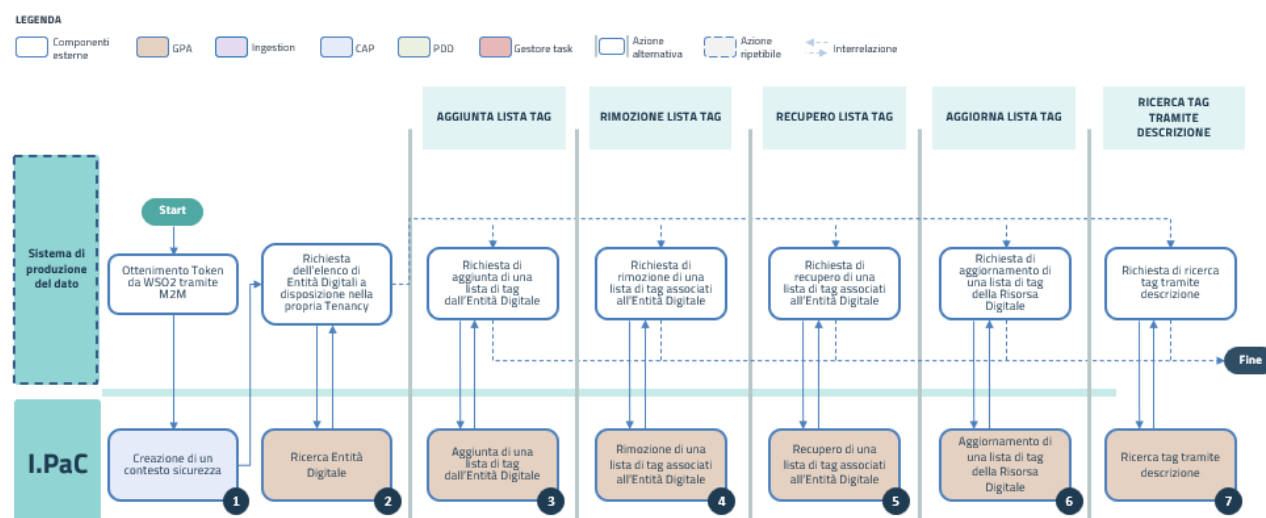 LEGENDA
Componenti
esterne
GPA
Ingestion
CAP
PDD
Gestore task
Azione
alternativa
Azione
ripetibile
Interrelazione
AGGIUNTA LISTA TAG
RIMOZIONE LISTA TAG
RECUPERO LISTA TAG
AGGIORNA LISTA TAG
RICERCA TAG
TRAMITE
DESCRIZIONE
Sistema di
produzione
del dato
Start
Ottenimento Token
da WSO2 tramite
M2M
Richiesta
dell'elenco di
Entità Digitali a
disposizione nella
propria Tenancy
Richiesta di
aggiunta di una
lista di tag
dall'Entità Digitale
Richiesta di
rimozione di una
lista di tag associati
all'Entità Digitale
Richiesta di
recupero di una
lista di tag associati
all'Entità Digitale
Richiesta di
aggiornamento di
una lista di tag
della Risorsa
Digitale
Richiesta di ricerca
tag tramite
descrizione
Fine
I.PaC
Creazione di un
contesto sicurezza
1
Ricerca Entità
Digitale
2
Aggiunta di una
lista di tag
dall'Entità Digitale
3
Rimozione di una
lista di tag associati
all'Entità Digitale
4
Recupero di una
lista di tag associati
all'Entità Digitale
5
Aggiornamento di
una lista di tag
della Risorsa
Digitale
6
Ricerca tag tramite
descrizione
7